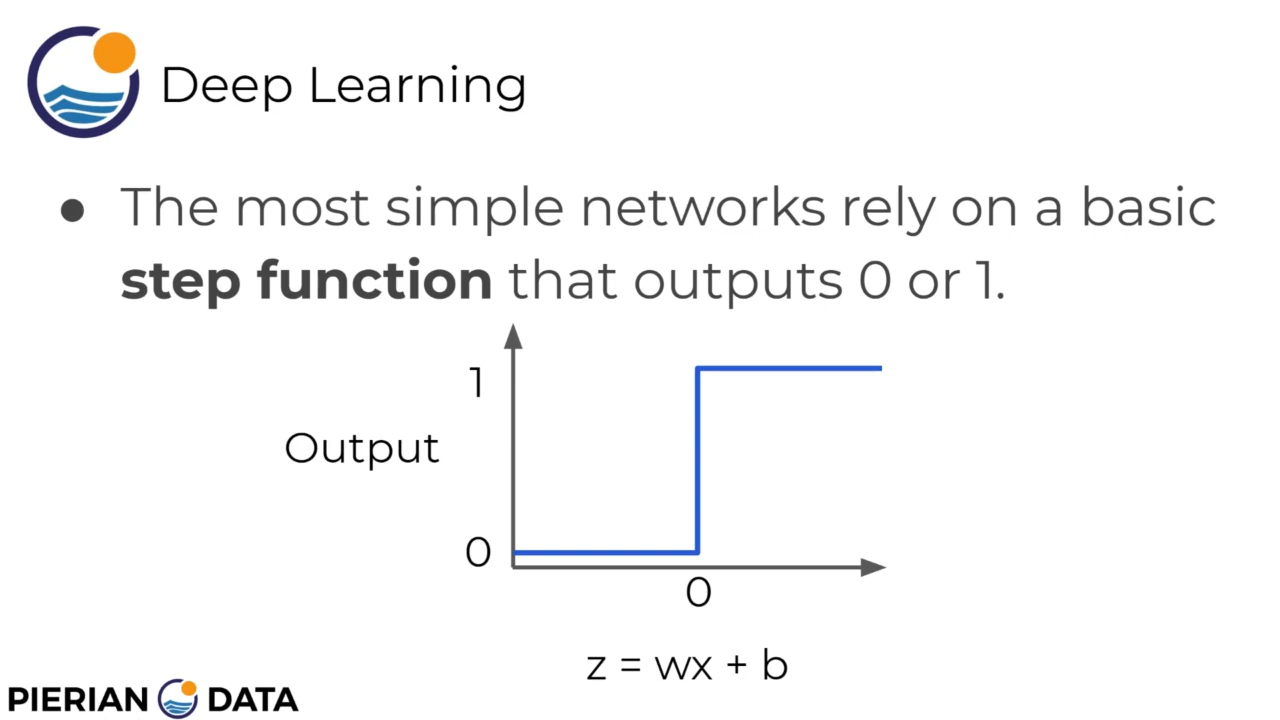 Deep Learning
● The most simple networks rely on a basic
step function that outputs 0 or 1.
1
Output
0
0
z = wx + b
PIERIAN DATA